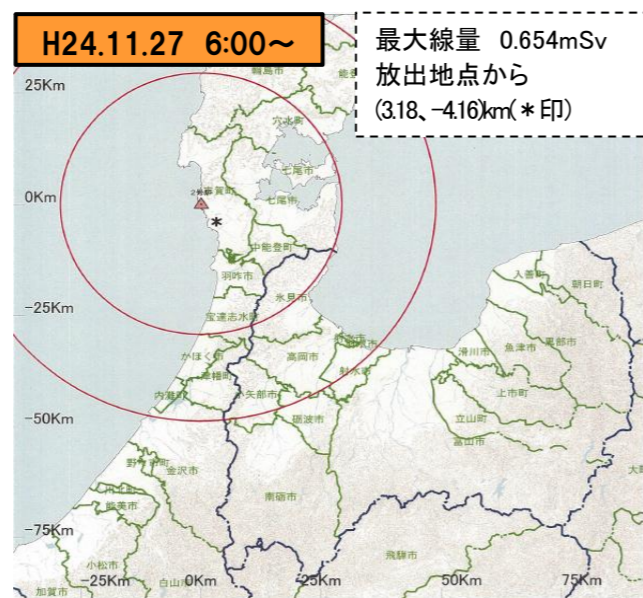 H24.11.27 6:00～
最大線量 0.654mSv
放出地点から
(3.18、-4.16)km(＊印)
25Km
輪島市
穴水町
0Km
志賀町
七尾市
七尾市
＊
中能登町
羽咋市
入善町
朝日町
-25Km
氷見市
宝達志水町
かほく市
高岡市
射水市
滑川市
魚津市
黒部市
津幡町
内灘町
小矢部市
上市町
-50Km
砺波市
立山町
富山市
野々市町
金沢市
川北町
能美市
南砺市
-75Km
飛騨市
小松市
-25Km
0Km
25Km
50Km
75Km
加賀市
白山市